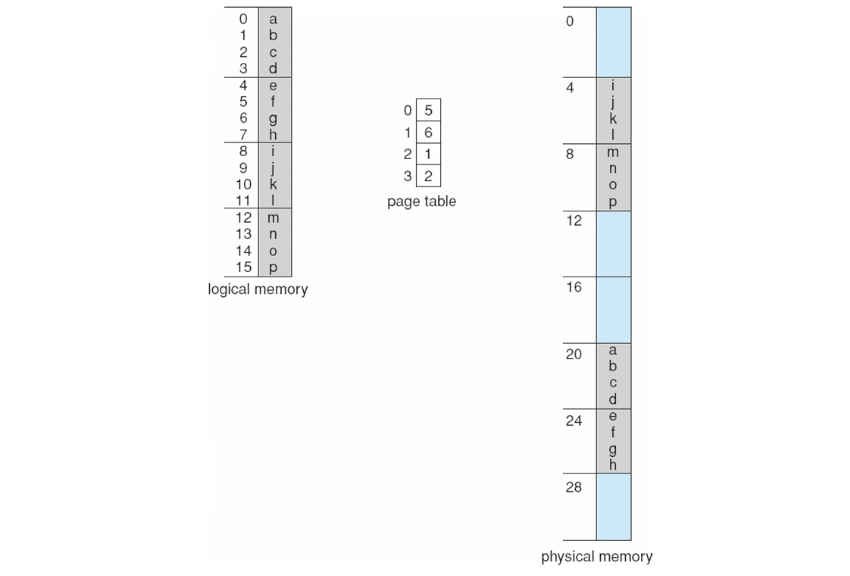 0 a
1 b
2 c
3 d
4 e
5 f
6 g
7 h
8 i
9 j
10 k
11 l
12 m
13 n
14 o
15 p
logical memory
0 5
1 6
2 1
3 2
page table
0
4 i
j
k
l
8 m
n
o
p
12
16
20 a
b
c
d
24 e
f
g
h
28
physical memory